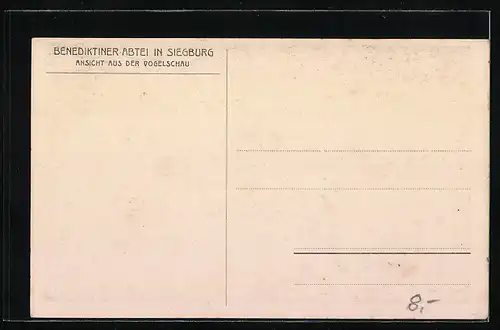 BENEDIKTINER-ABTEI IN SIEGBURG
ANSICHT AUS DER VOGELSCHAU
8,-